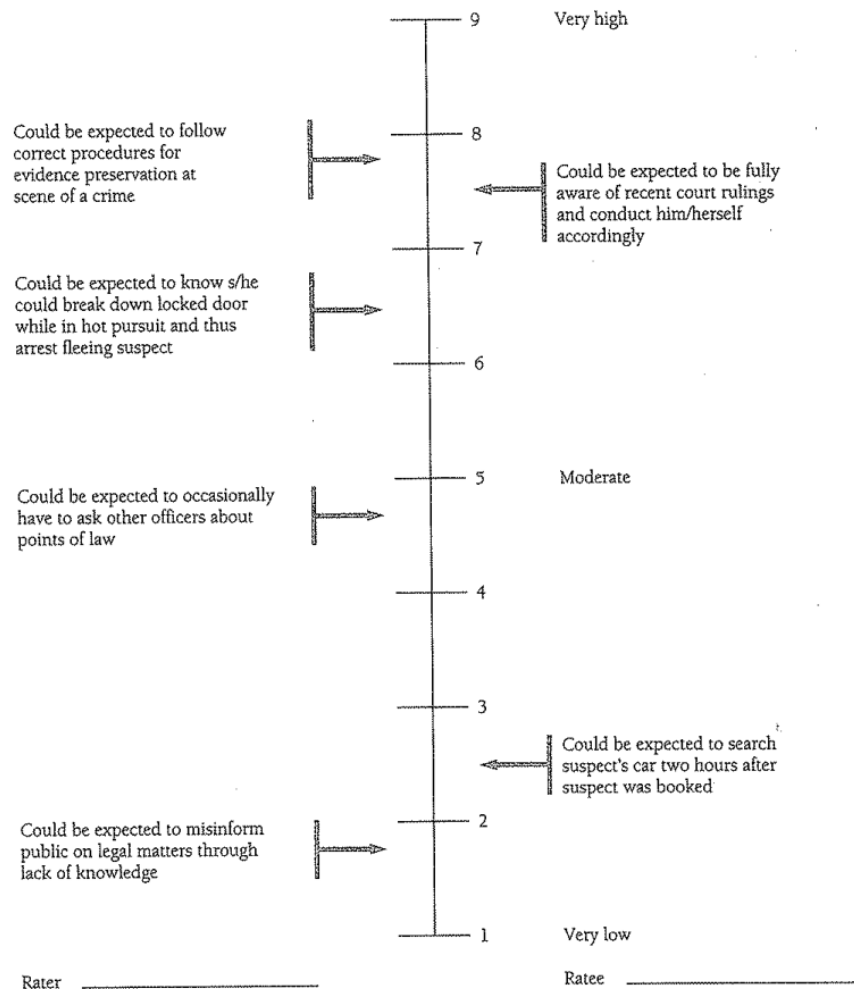 9 Very high
Could be expected to follow
correct procedures for
evidence preservation at
scene of a crime
8
Could be expected to be fully
aware of recent court rulings
and conduct him/herself
accordingly
7
Could be expected to know s/he
could break down locked door
while in hot pursuit and thus
arrest fleeing suspect
6
5 Moderate
Could be expected to occasionally
have to ask other officers about
points of law
4
3
Could be expected to search
suspect's car two hours after
suspect was booked
2
Could be expected to misinform
public on legal matters through
lack of knowledge
1 Very low
Rater
Ratee